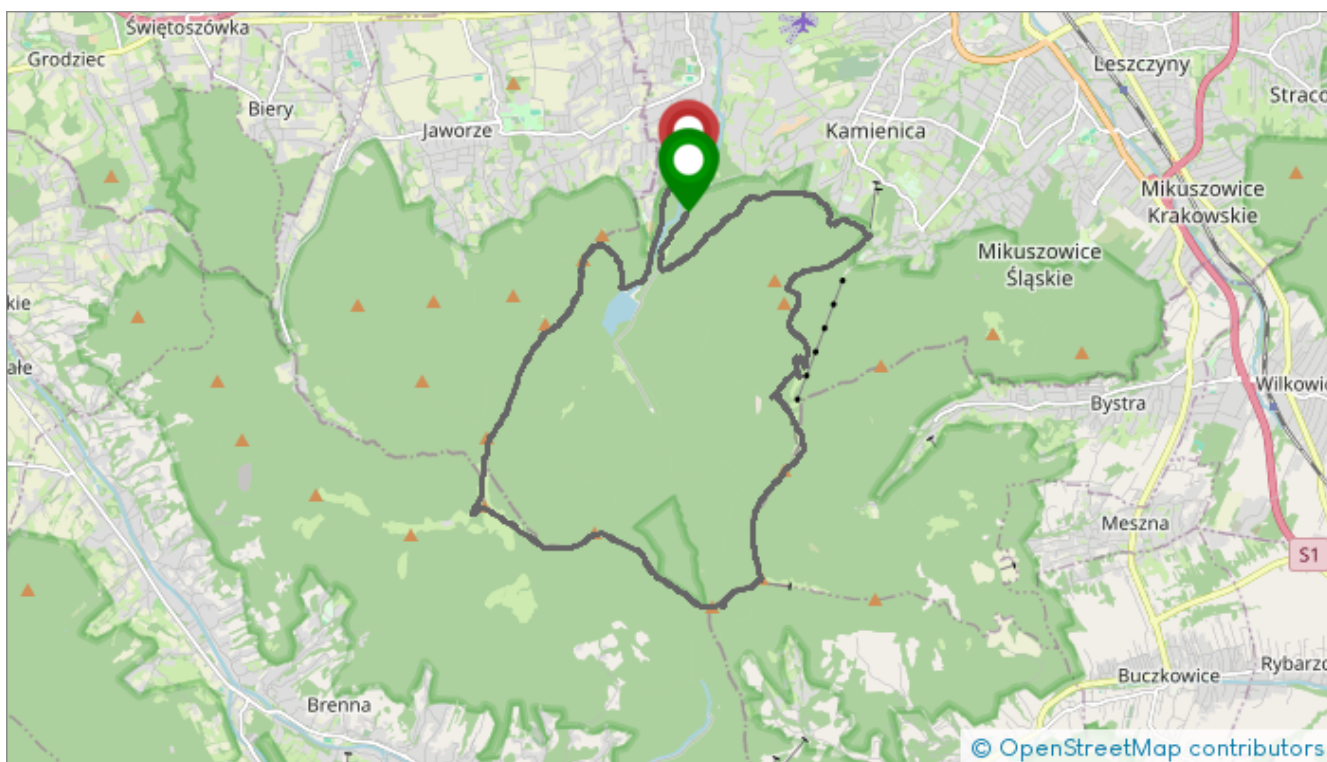 Świętoszówka
Grodziec
Leszczyny
Biery
Straco
Jaworze
Kamienica
Mikuszowice
Krakowskie
Mikuszowice
Śląskie
kie
ałe
Wilkowic
Bystra
Meszna
S1
Rybarzo
Buczkowice
Brenna
© OpenStreetMap contributors